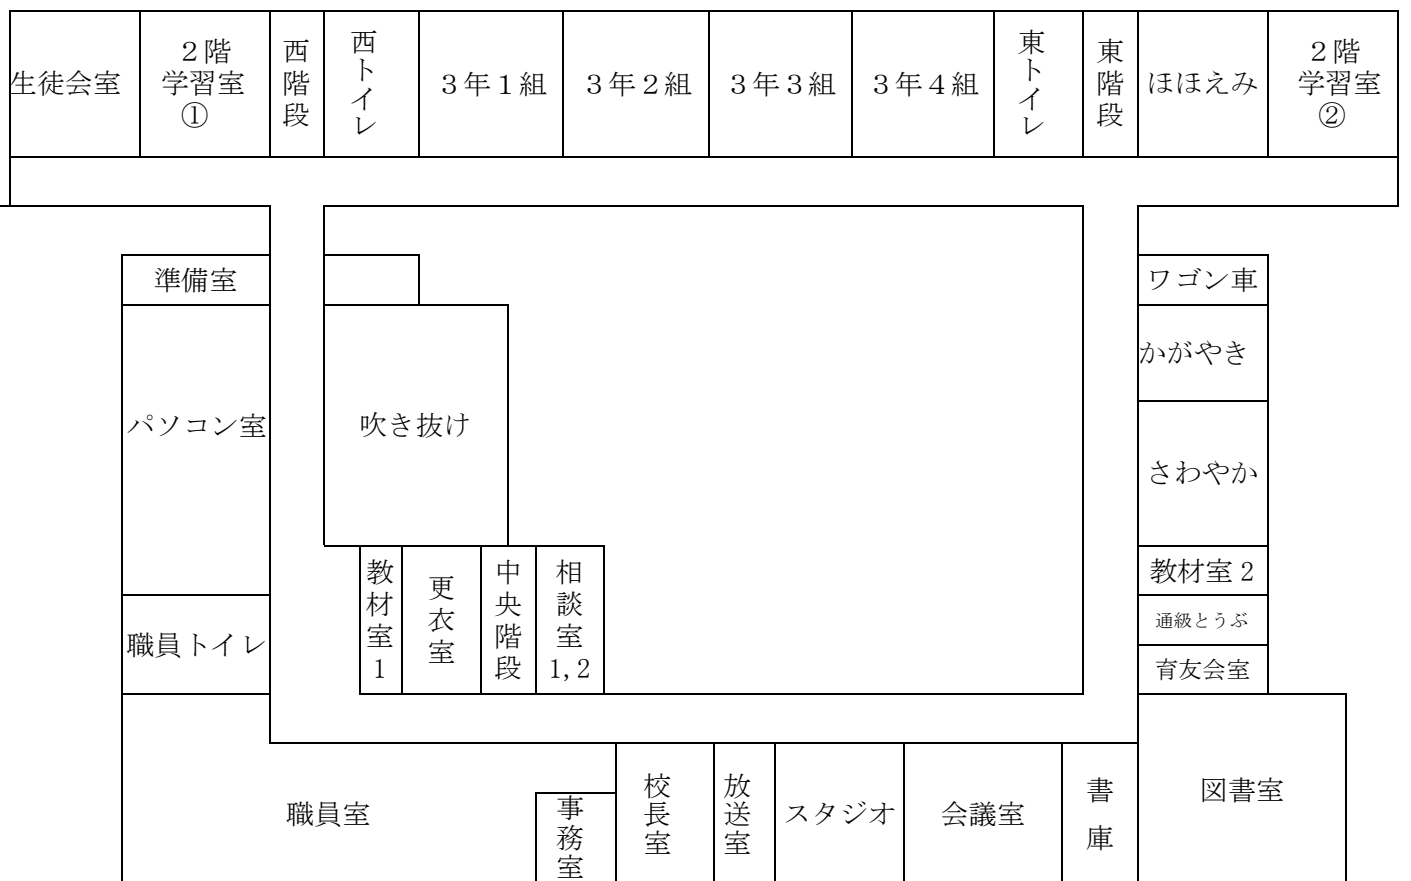 生徒会室
２階
学習室
①
西階段
西トイレ
３年１組
３年２組
３年３組
３年４組
東トイレ
東階段
ほほえみ
２階
学習室
②
準備室
パソコン室
職員トイレ
吹き抜け
教材室1
更衣室
中央階段
相談室1,2
ワゴン車
かがやき
さわやか
教材室 2
通級とうぶ
育友会室
職員室
事務室
校長室
放送室
スタジオ
会議室
書庫
図書室